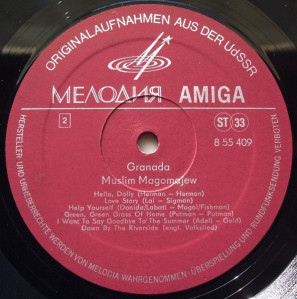 ORIGINALAUFNAHMEN AUS DER UdSSR
МЕЛОДИЯ AMIGA
2
ST 33
8 55 409
Granada
Muslim Magomajew
Hello, Dolly (Herman - Herman)
Love Story (Lai - Sigman)
Help Yourself (Donida/Labati - Mogol/Fishman)
Green, Green Grass Of Home (Putman - Putman)
I Want To Say Goodbye To The Summer (Adell - Gold)
Down By The Riverside (engl. Volkslied)
HERSTELLER- UND URHEBERRECHTE WERDEN VON MELODIA WAHRGENOMMEN · ÜBERSPIELUNG UND RUNDFUNKSENDUNG VERBOTEN